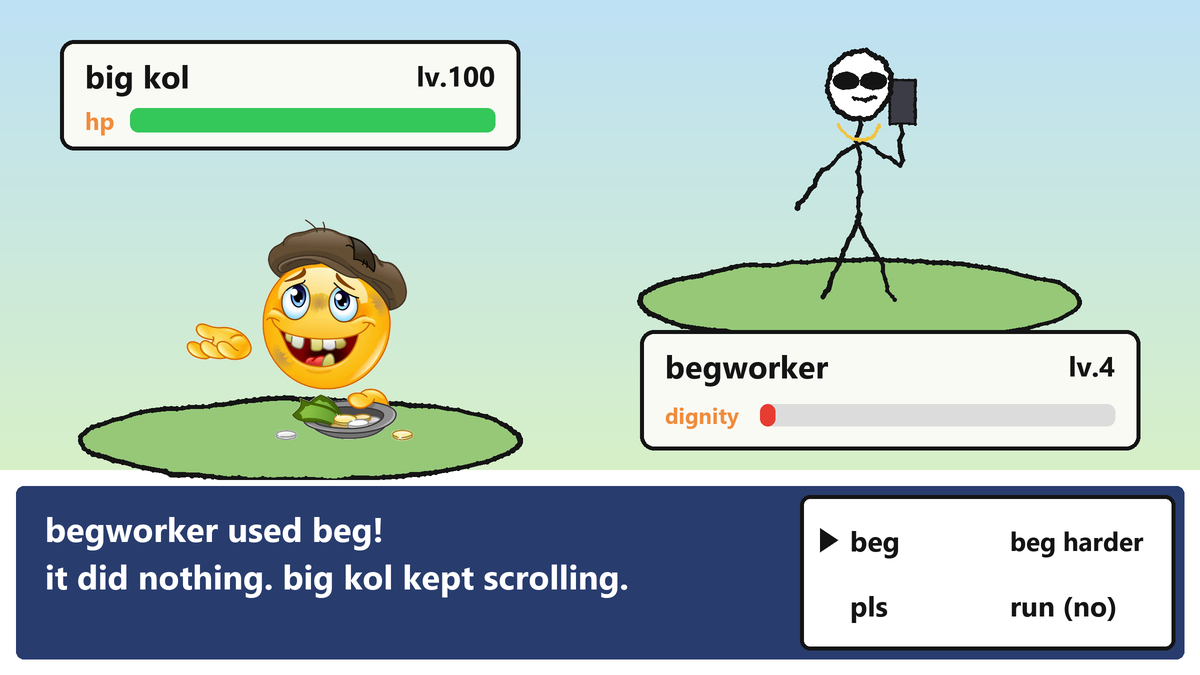 big kol lv.100
hp
begworker lv.4
dignity
begworker used beg!
it did nothing. big kol kept scrolling.
beg beg harder
pls run (no)